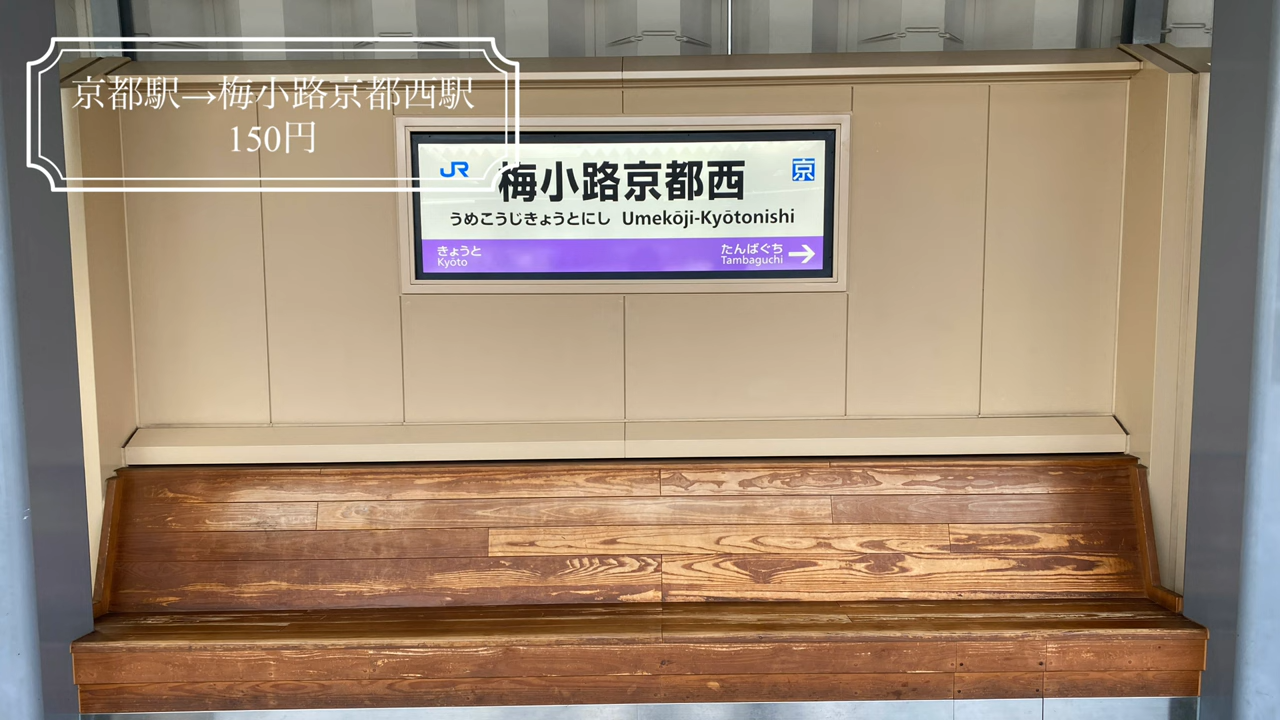 京都駅→梅小路京都西駅
150円
JR 梅小路京都西 京
うめこうじきょうとにし Umekōji-Kyōtonishi
きょうと たんばぐち →
Kyōto Tambaguchi